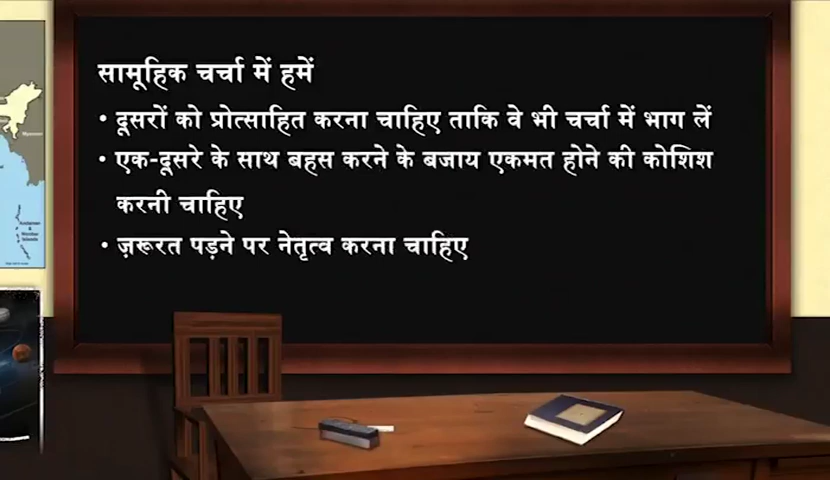 सामूहिक चर्चा में हमें
• दूसरों को प्रोत्साहित करना चाहिए ताकि वे भी चर्चा में भाग लें
• एक-दूसरे के साथ बहस करने के बजाय एकमत होने की कोशिश
करनी चाहिए
• ज़रूरत पड़ने पर नेतृत्व करना चाहिए